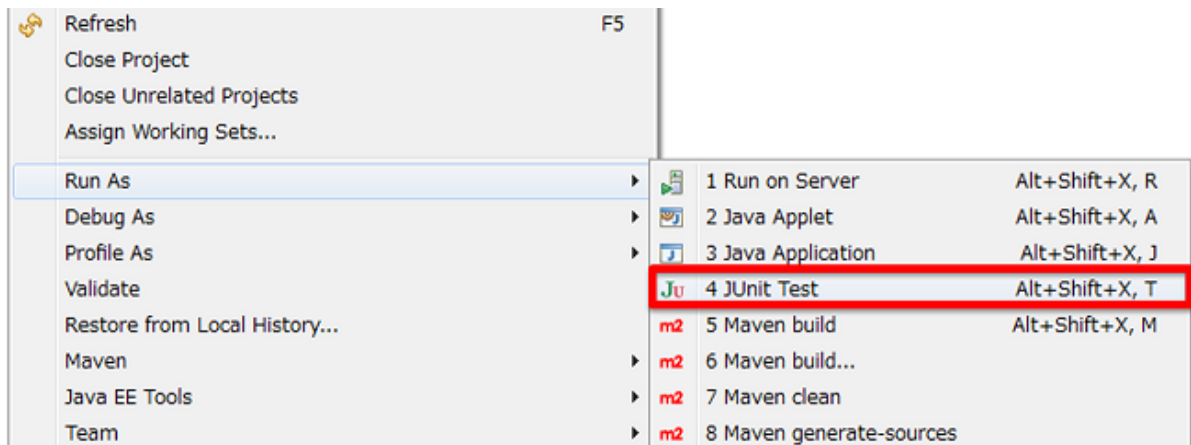 Refresh F5
Close Project
Close Unrelated Projects
Assign Working Sets...
Run As
Debug As
Profile As
Validate
Restore from Local History...
Maven
Java EE Tools
Team
1 Run on Server Alt+Shift+X, R
2 Java Applet Alt+Shift+X, A
3 Java Application Alt+Shift+X, J
JU 4 JUnit Test Alt+Shift+X, T
m2 5 Maven build Alt+Shift+X, M
m2 6 Maven build...
m2 7 Maven clean
m2 8 Maven generate-sources